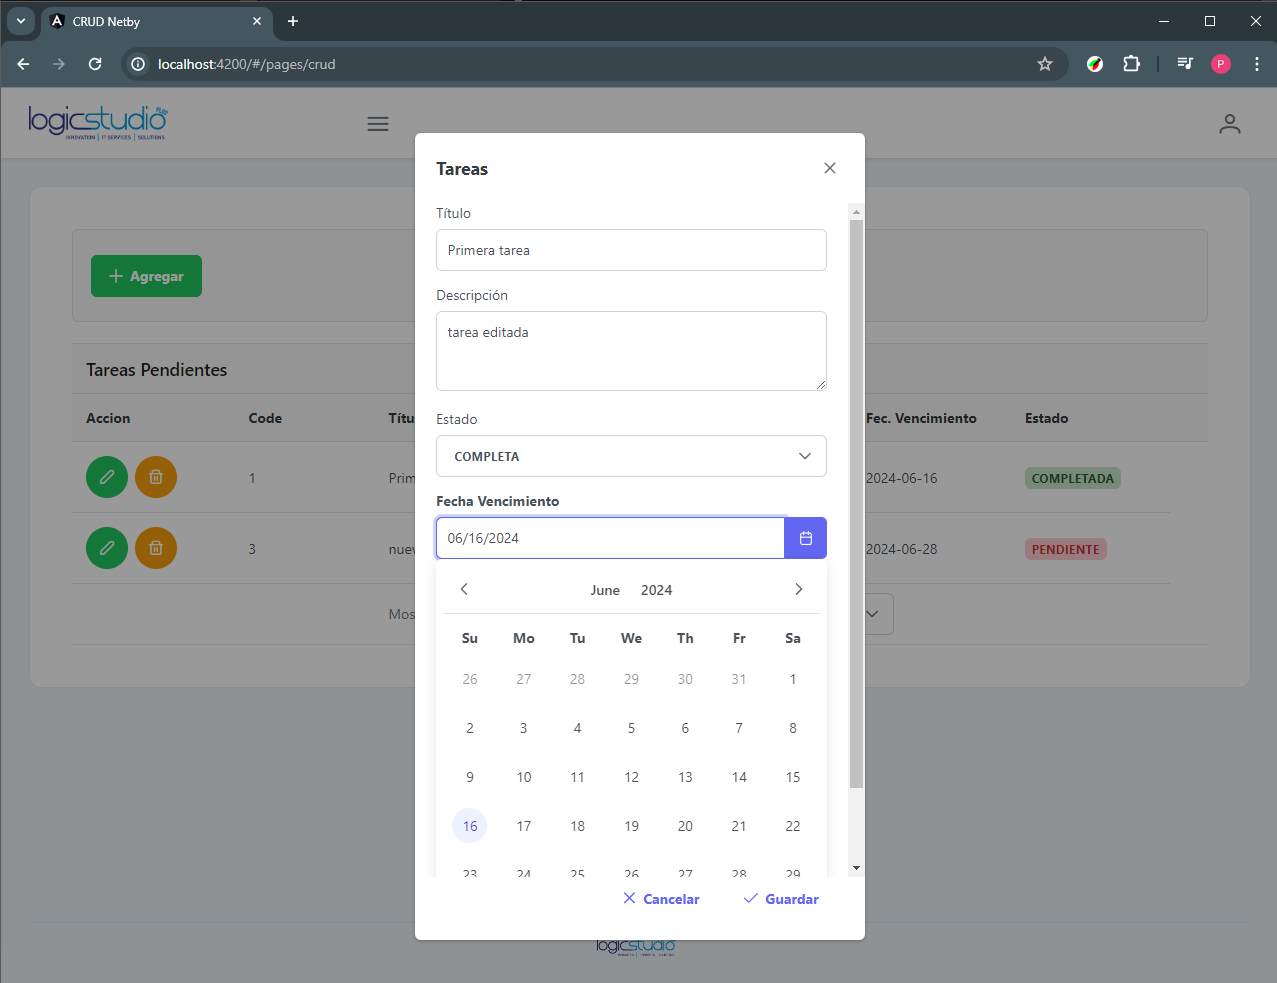 CRUD Netby
localhost:4200/#/pages/crud
logicstudio PLUS
INNOVATION | IT SERVICES | SOLUTIONS
Tareas
Título
Primera tarea
Agregar
Descripción
tarea editada
Tareas Pendientes
Accion Code Títu Fec. Vencimiento Estado
Estado
COMPLETA
1 Prim 2024-06-16 COMPLETADA
Fecha Vencimiento
06/16/2024
3 nuev 2024-06-28 PENDIENTE
June 2024
Mos
Su Mo Tu We Th Fr Sa
26 27 28 29 30 31 1
2 3 4 5 6 7 8
9 10 11 12 13 14 15
16 17 18 19 20 21 22
23 24 25 26 27 28 29
Cancelar Guardar
logicstudio
P